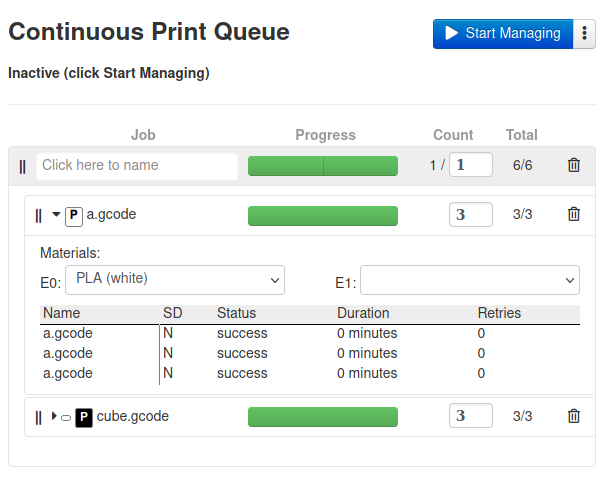 Continuous Print Queue
Start Managing
Inactive (click Start Managing)
Job Progress Count Total
Click here to name 1 / 1 6/6
P a.gcode 3 3/3
Materials:
E0: PLA (white) E1:
Name SD Status Duration Retries
a.gcode N success 0 minutes 0
a.gcode N success 0 minutes 0
a.gcode N success 0 minutes 0
P cube.gcode 3 3/3